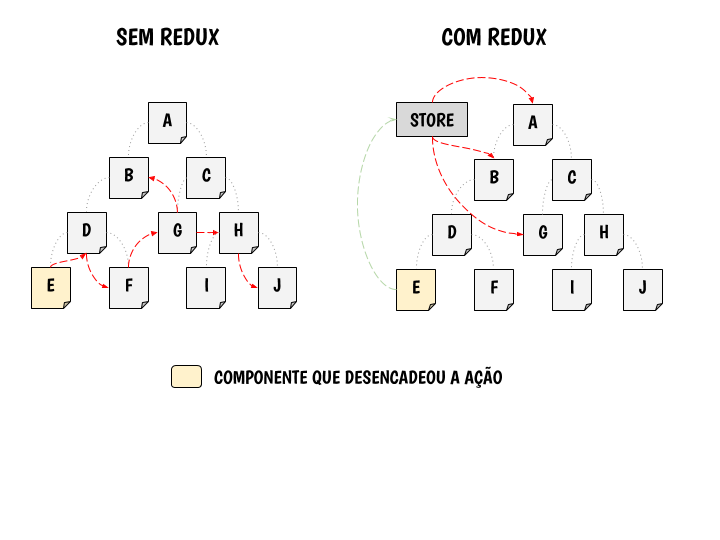 SEM REDUX
COM REDUX
A
B
C
D
G
H
E
F
I
J
STORE
A
B
C
D
G
H
E
F
I
J
COMPONENTE QUE DESENCADEOU A AÇÃO